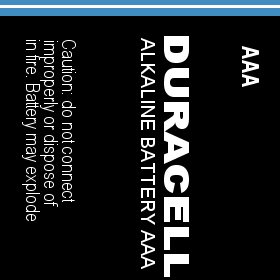 AAA
DURACELL
ALKALINE BATTERY AAA
Caution: do not connect
improperly or dispose of
in fire. Battery may explode